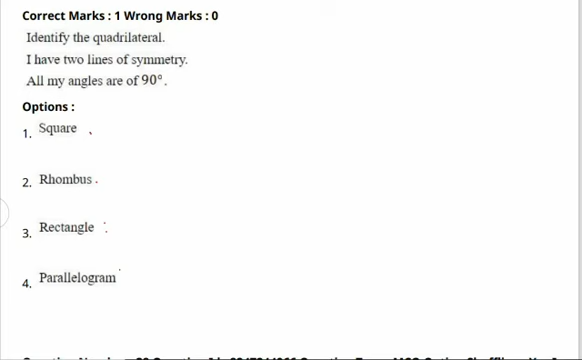 Correct Marks : 1 Wrong Marks : 0
Identify the quadrilateral.
I have two lines of symmetry.
All my angles are of 90°.
Options :
1. Square
2. Rhombus .
3. Rectangle
4. Parallelogram